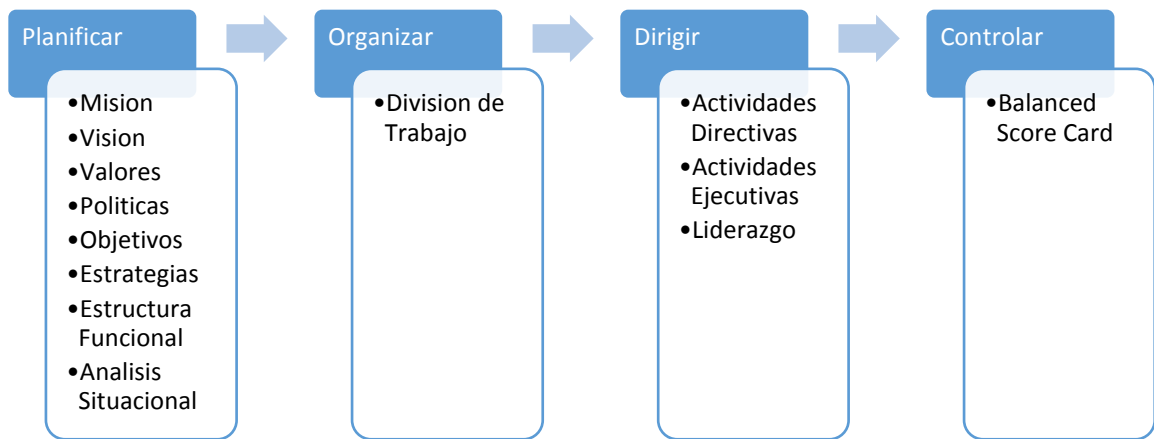 Planificar
•Mision
•Vision
•Valores
•Politicas
•Objetivos
•Estrategias
•Estructura
Funcional
•Analisis
Situacional
Organizar
•Division de
Trabajo
Dirigir
•Actividades
Directivas
•Actividades
Ejecutivas
•Liderazgo
Controlar
•Balanced
Score Card